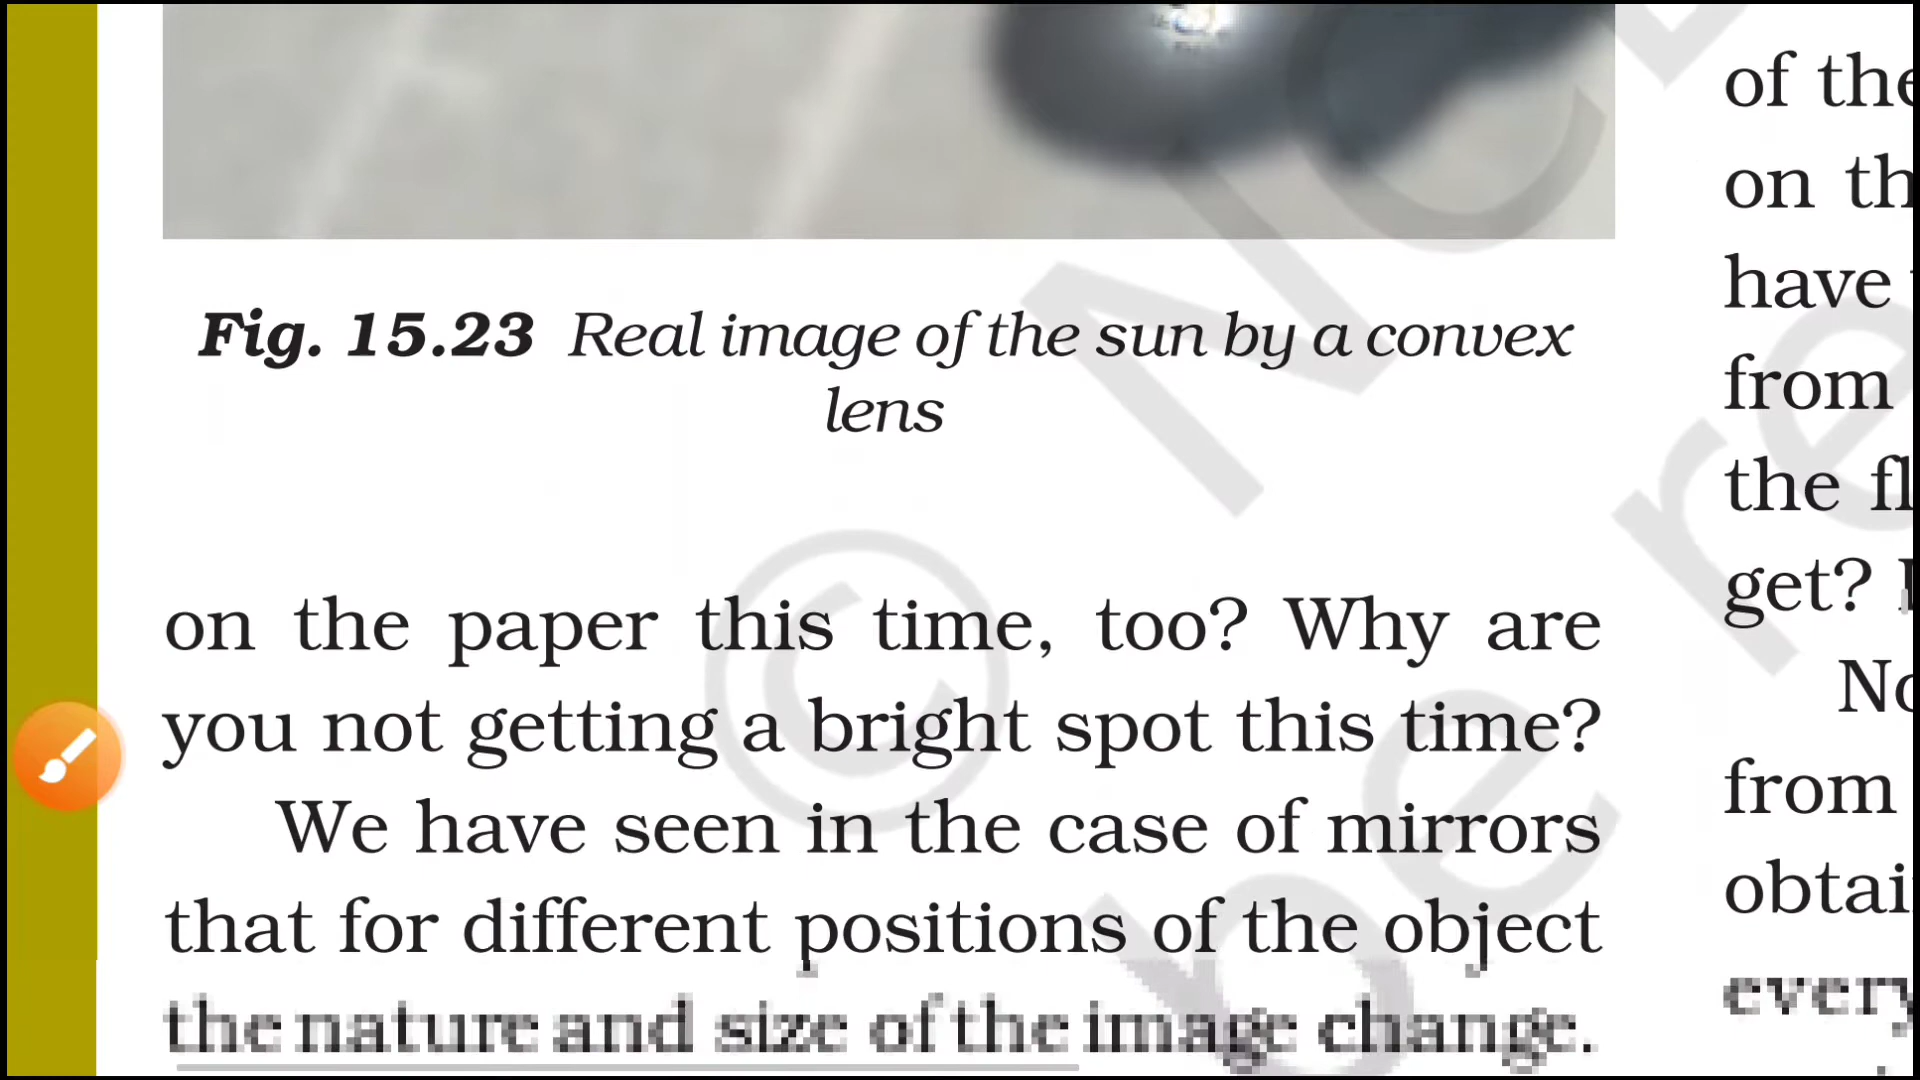 Fig. 15.23 Real image of the sun by a convex
lens
on the paper this time, too? Why are
you not getting a bright spot this time?
We have seen in the case of mirrors
that for different positions of the object
the nature and size of the image change.
of the
on th
have
from
the fl
get?
No
from
obtai
every
©
be re